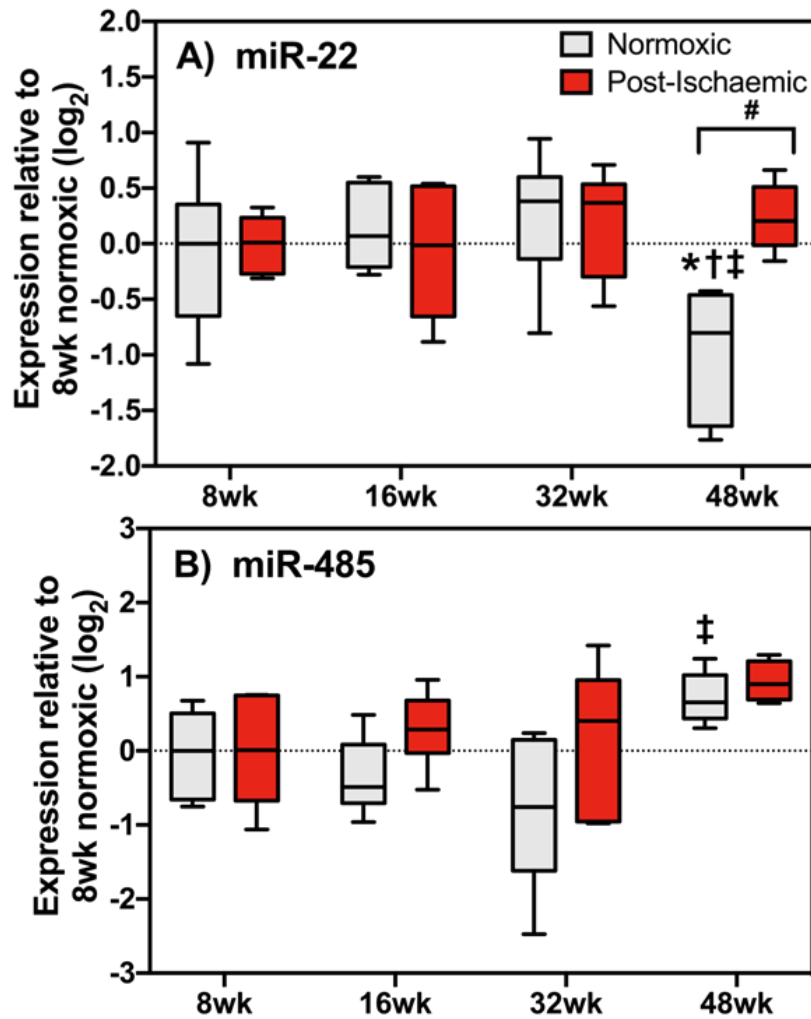 A) miR-22
Normoxic
Post-Ischaemic
Expression relative to
8wk normoxic (log2)
2.0
1.5
1.0
0.5
0.0
-0.5
-1.0
-1.5
-2.0
#
*†‡
8wk 16wk 32wk 48wk
B) miR-485
Expression relative to
8wk normoxic (log2)
3
2
1
0
-1
-2
-3
‡
8wk 16wk 32wk 48wk